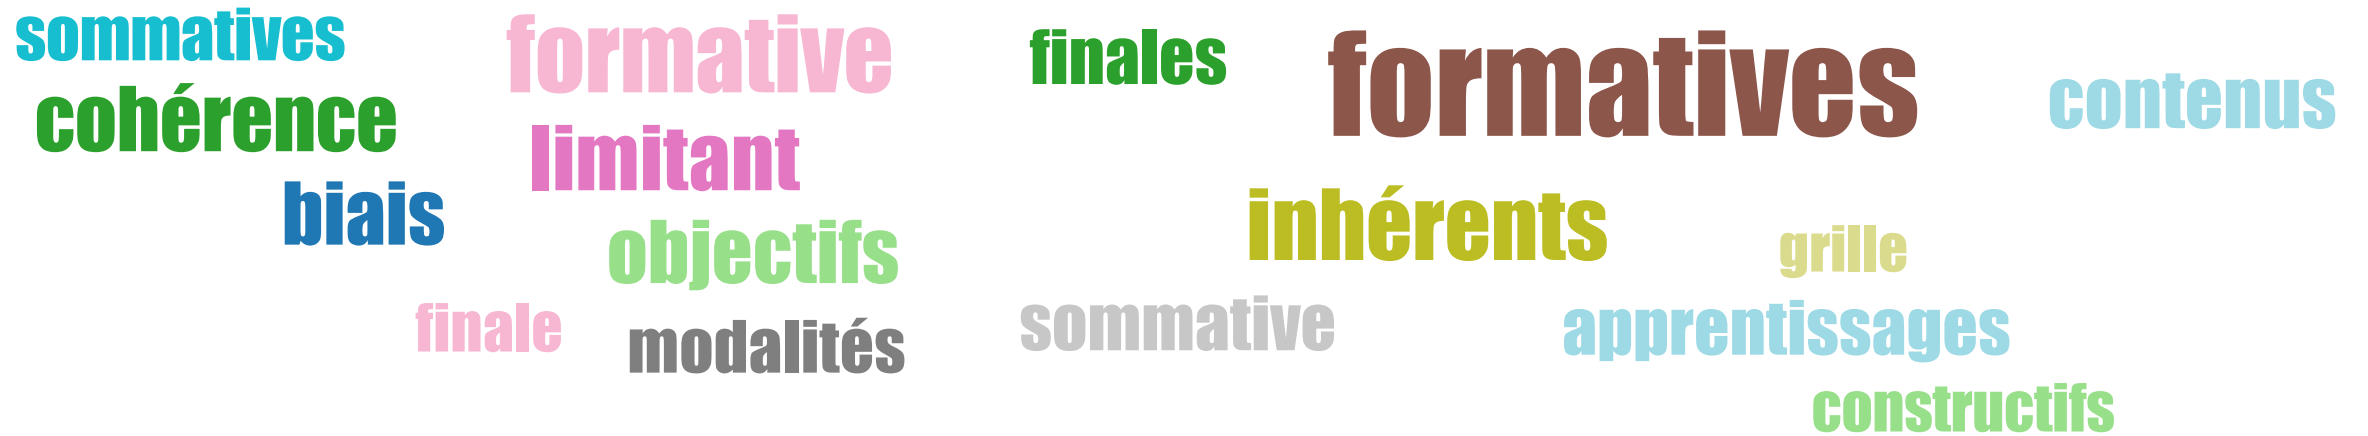 sommatives
formative
finales
formatives
contenus
cohérence
limitant
biais
objectifs
inhérents
grille
finale
modalités
sommative
apprentissages
constructifs